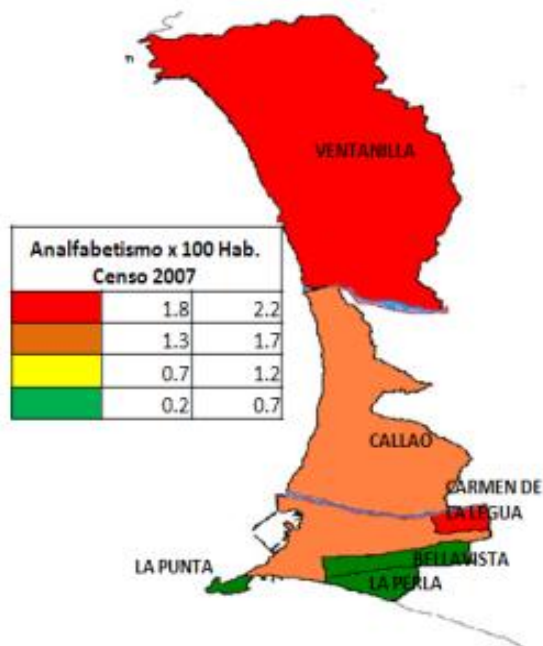 VENTANILLA
Analfabetismo x 100 Hab.
Censo 2007
1.8 2.2
1.3 1.7
0.7 1.2
0.2 0.7
CALLAO
CARMEN DE
LA LEGUA
LA PUNTA
BELLAVISTA
LA PERLA